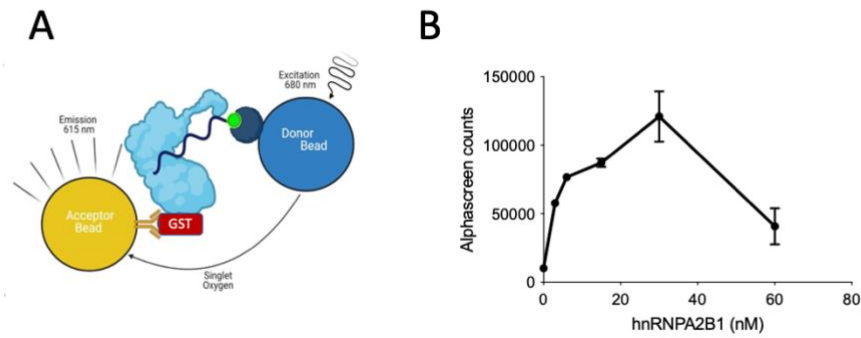 A
Excitation
680 nm
Emission
615 nm
Donor
Bead
Acceptor
Bead
GST
Singlet
Oxygen
B
150000
100000
50000
0
Alphascreen counts
0 20 40 60 80
hnRNPA2B1 (nM)